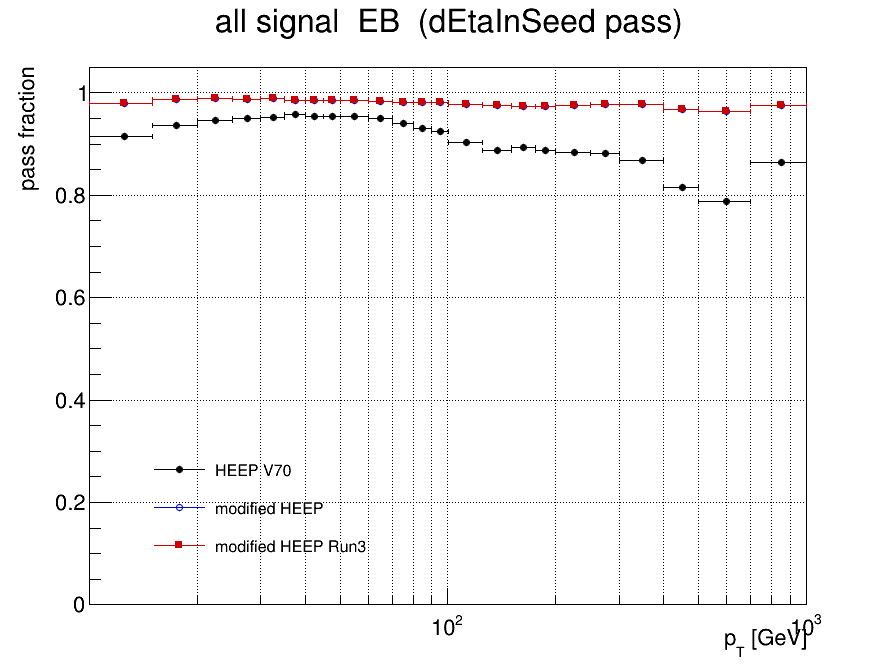 all signal EB (dEtaInSeed pass)
pass fraction
1
0.8
0.6
0.4
0.2
0
HEEP V70
modified HEEP
modified HEEP Run3
10²
10³
p_T [GeV]